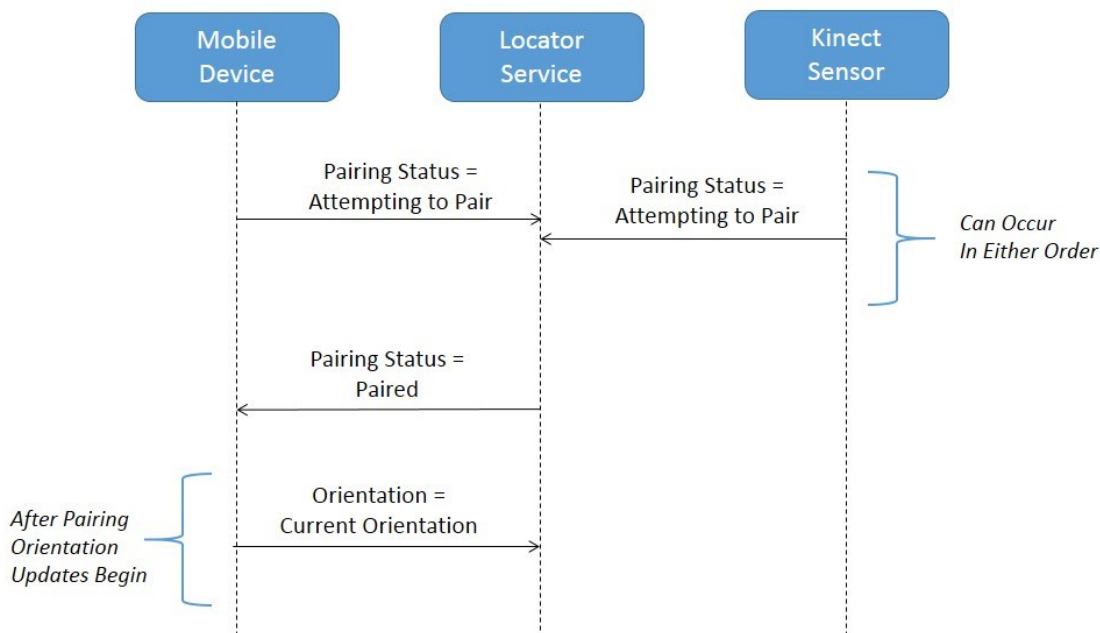 Mobile
Device
Locator
Service
Kinect
Sensor
Pairing Status =
Attempting to Pair
Pairing Status =
Attempting to Pair
Can Occur
In Either Order
Pairing Status =
Paired
Orientation =
Current Orientation
After Pairing
Orientation
Updates Begin